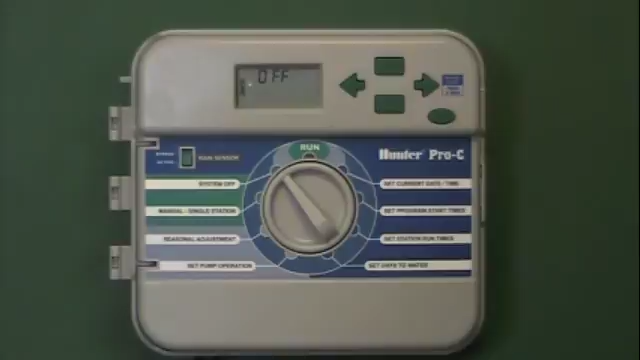 OFF
RUN
Hunter® Pro-C
RAIN SENSOR
SYSTEM OFF
SET CURRENT DATE / TIME
MANUAL - SINGLE STATION
SET PROGRAM START TIMES
SEASONAL ADJUSTMENT
SET STATION RUN TIMES
SET PUMP OPERATION
SET DAYS TO WATER